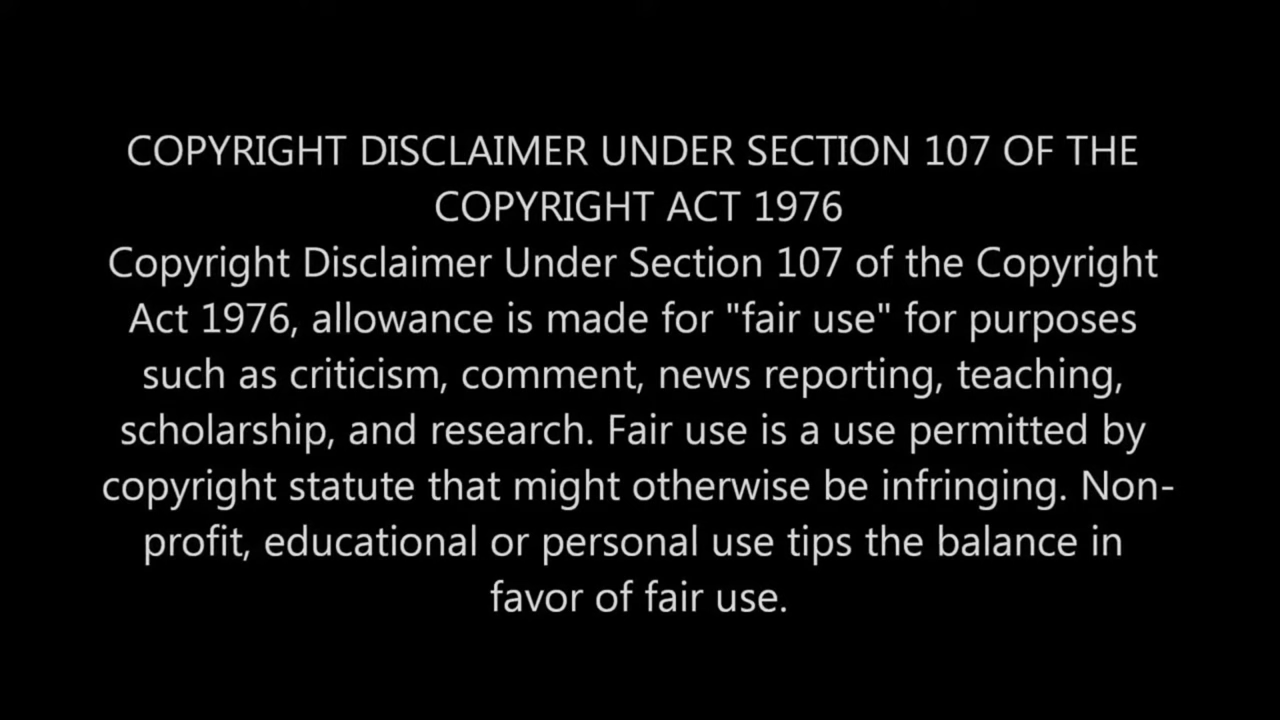 COPYRIGHT DISCLAIMER UNDER SECTION 107 OF THE
COPYRIGHT ACT 1976
Copyright Disclaimer Under Section 107 of the Copyright
Act 1976, allowance is made for "fair use" for purposes
such as criticism, comment, news reporting, teaching,
scholarship, and research. Fair use is a use permitted by
copyright statute that might otherwise be infringing. Non-
profit, educational or personal use tips the balance in
favor of fair use.